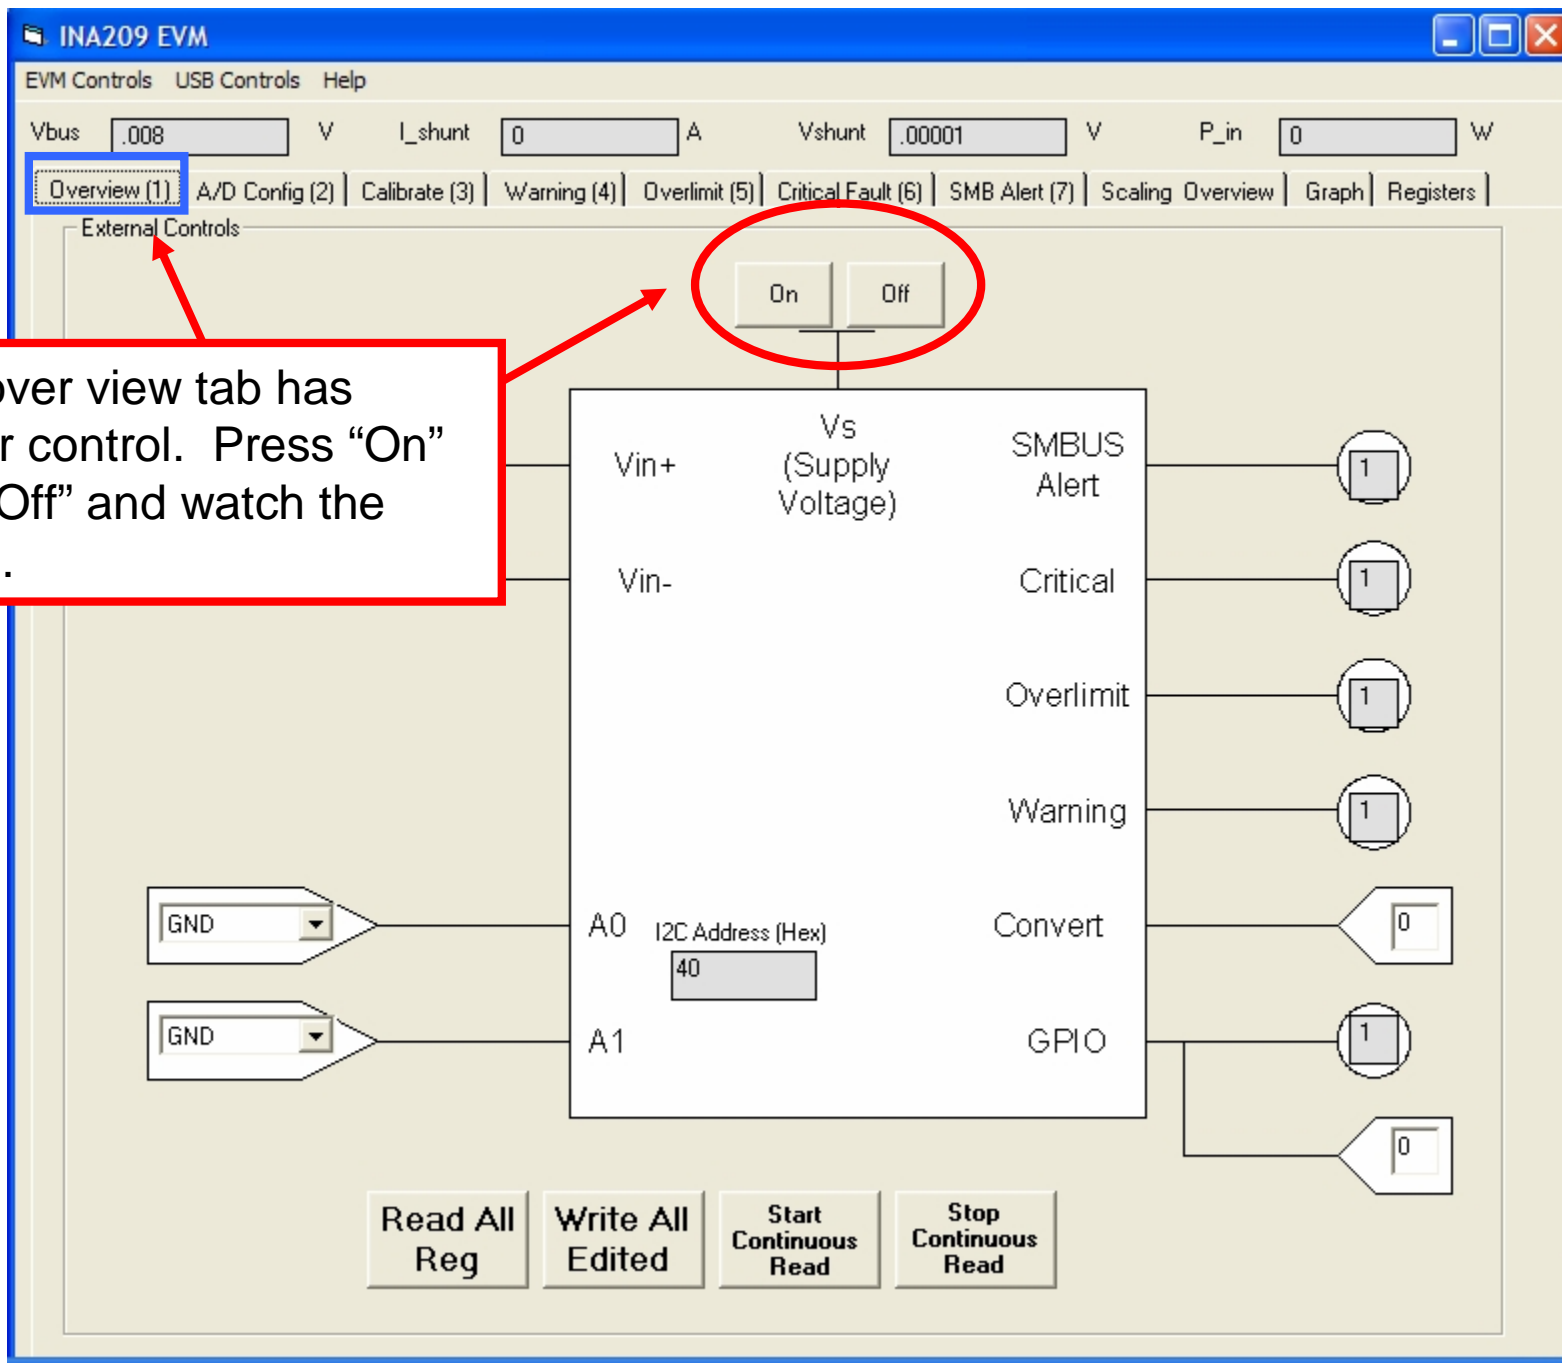 INA209 EVM
EVM Controls USB Controls Help
Vbus .008 V I_shunt 0 A Vshunt .00001 V P_in 0 W
Overview (1) A/D Config (2) Calibrate (3) Warning (4) Overlimit (5) Critical Fault (6) SMB Alert (7) Scaling Overview Graph Registers
External Controls
On Off
over view tab has
r control. Press “On”
Off” and watch the
.
Vin+
Vin-
Vs
(Supply
Voltage)
SMBUS
Alert
1
Critical
1
Overlimit
1
Warning
1
GND
A0
I2C Address (Hex)
40
Convert
0
GND
A1
GPIO
1
0
Read All
Reg
Write All
Edited
Start
Continuous
Read
Stop
Continuous
Read